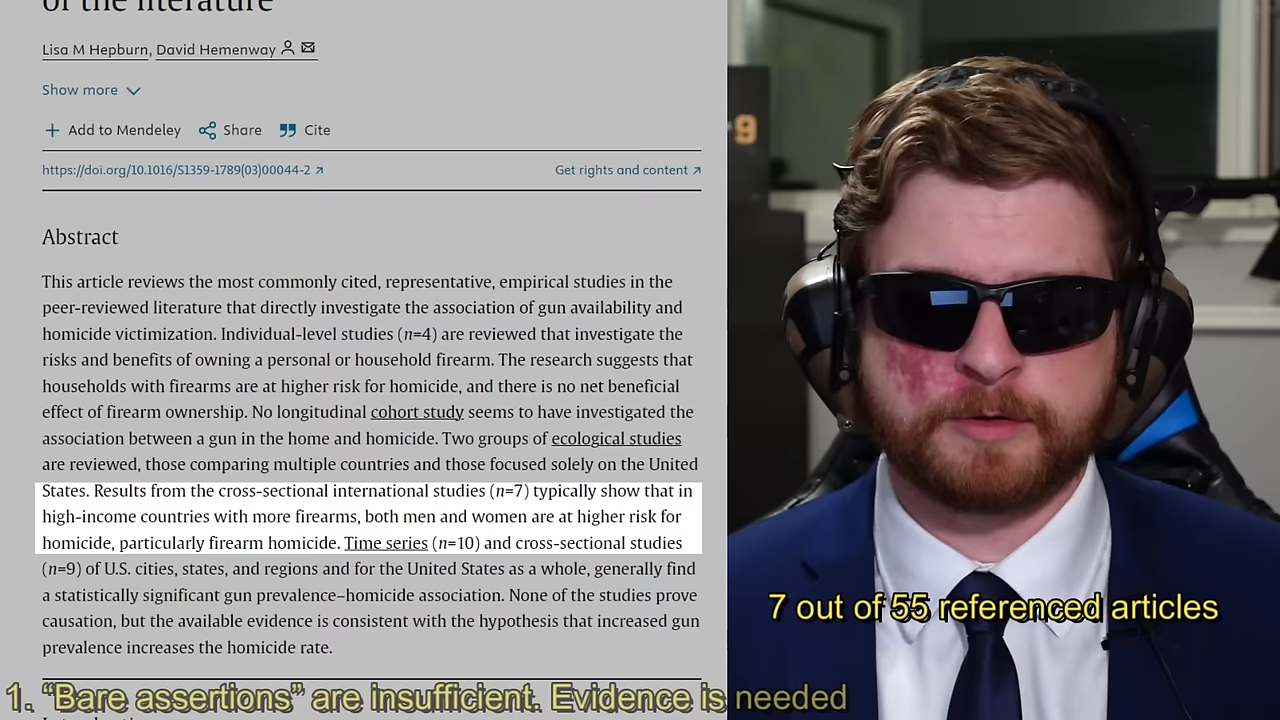 of the literature
Lisa M Hepburn, David Hemenway
Show more
Add to Mendeley Share Cite
https://doi.org/10.1016/S1359-1789(03)00044-2 Get rights and content
Abstract
This article reviews the most commonly cited, representative, empirical studies in the
peer-reviewed literature that directly investigate the association of gun availability and
homicide victimization. Individual-level studies (n=4) are reviewed that investigate the
risks and benefits of owning a personal or household firearm. The research suggests that
households with firearms are at higher risk for homicide, and there is no net beneficial
effect of firearm ownership. No longitudinal cohort study seems to have investigated the
association between a gun in the home and homicide. Two groups of ecological studies
are reviewed, those comparing multiple countries and those focused solely on the United
States. Results from the cross-sectional international studies (n=7) typically show that in
high-income countries with more firearms, both men and women are at higher risk for
homicide, particularly firearm homicide. Time series (n=10) and cross-sectional studies
(n=9) of U.S. cities, states, and regions and for the United States as a whole, generally find
a statistically significant gun prevalence–homicide association. None of the studies prove
causation, but the available evidence is consistent with the hypothesis that increased gun
prevalence increases the homicide rate.
9
7 out of 55 referenced articles
1. “Bare assertions” are insufficient. Evidence is needed